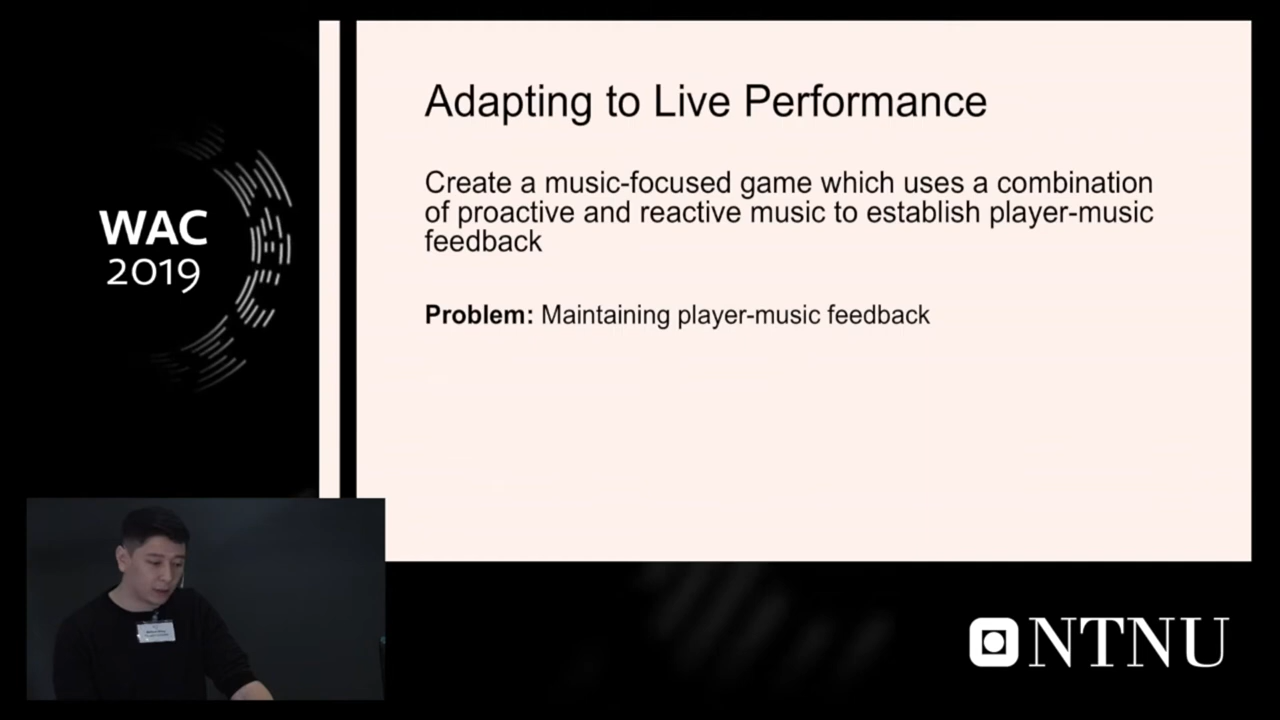 WAC
2019
Adapting to Live Performance
Create a music-focused game which uses a combination
of proactive and reactive music to establish player-music
feedback
Problem: Maintaining player-music feedback
NTNU